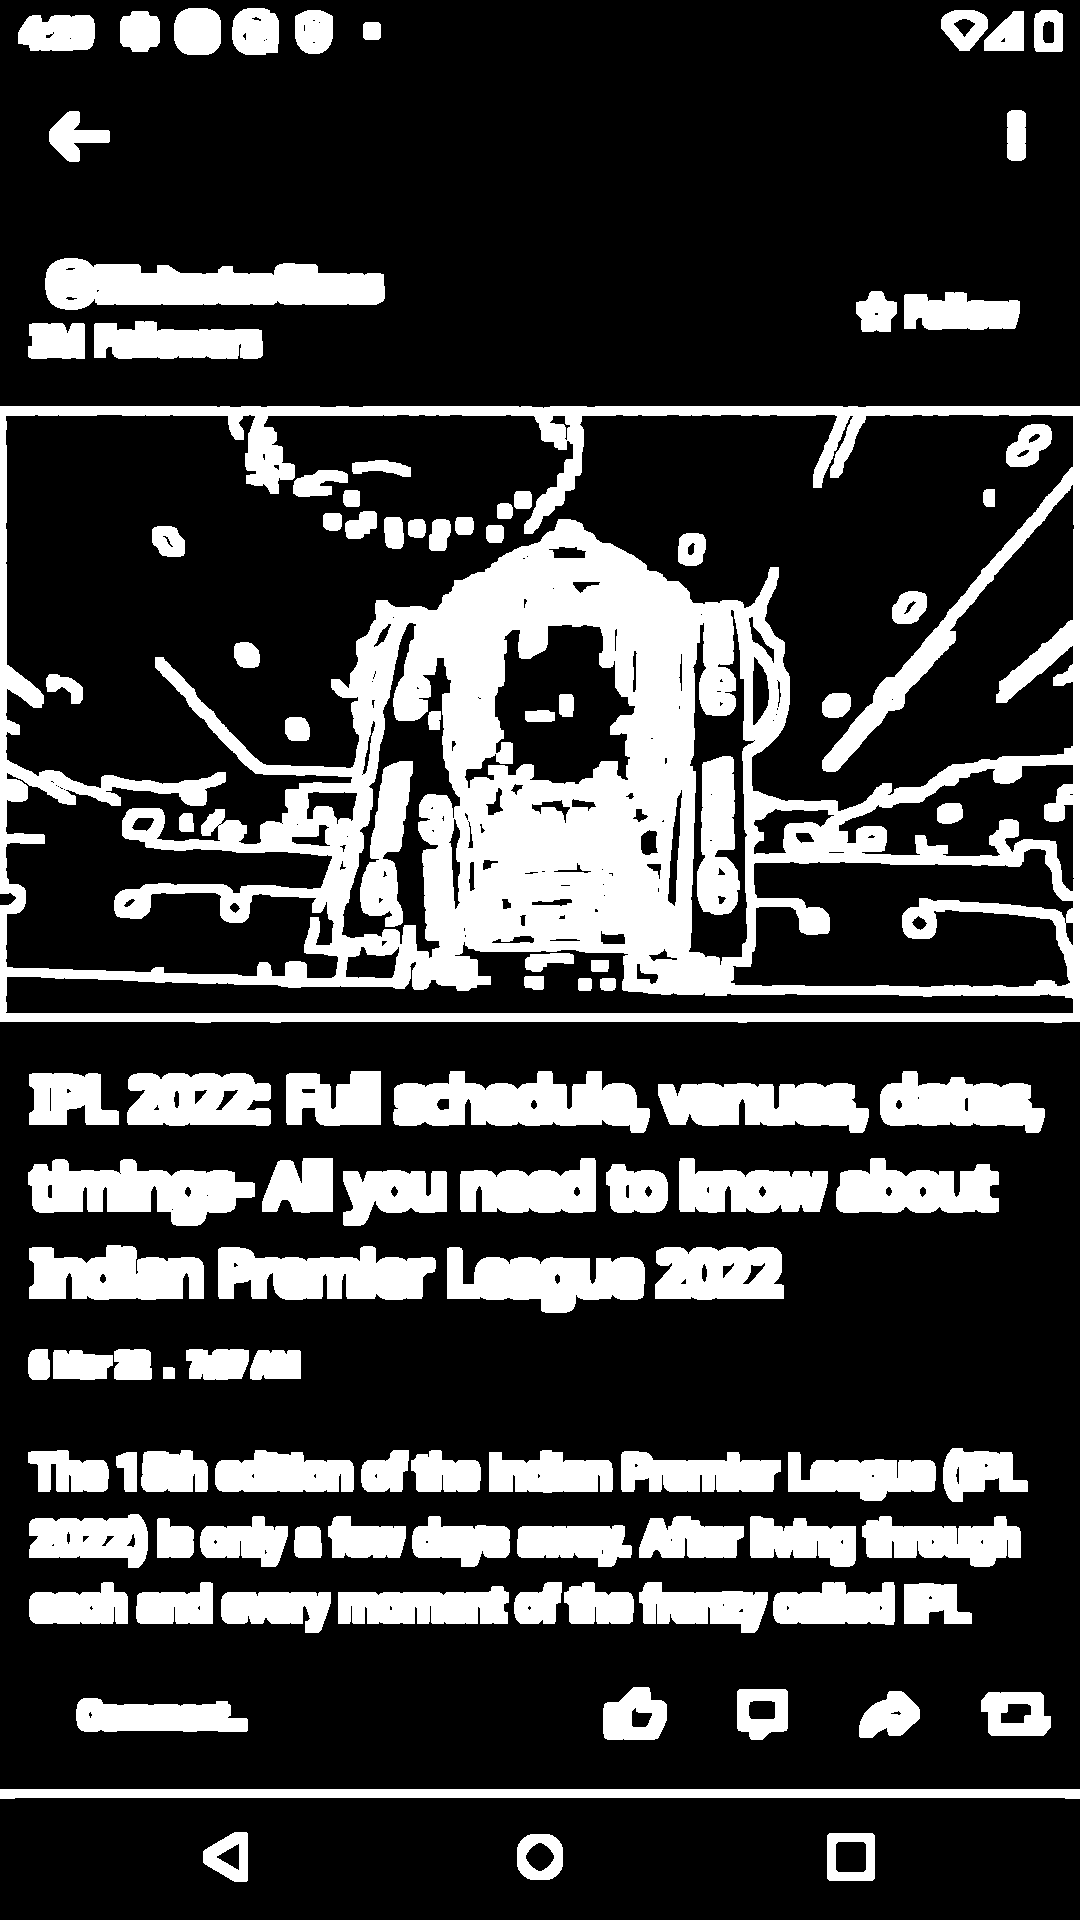 3M Followers
Follow
IPL 2022: Full schedule, venues, dates,
timings- All you need to know about
Indian Premier League 2022
6 Mar 22 . 7:07 AM
The 15th edition of the Indian Premier League (IPL
2022) is only a few days away. After living through
each and every moment of the frenzy called IPL
Comment...